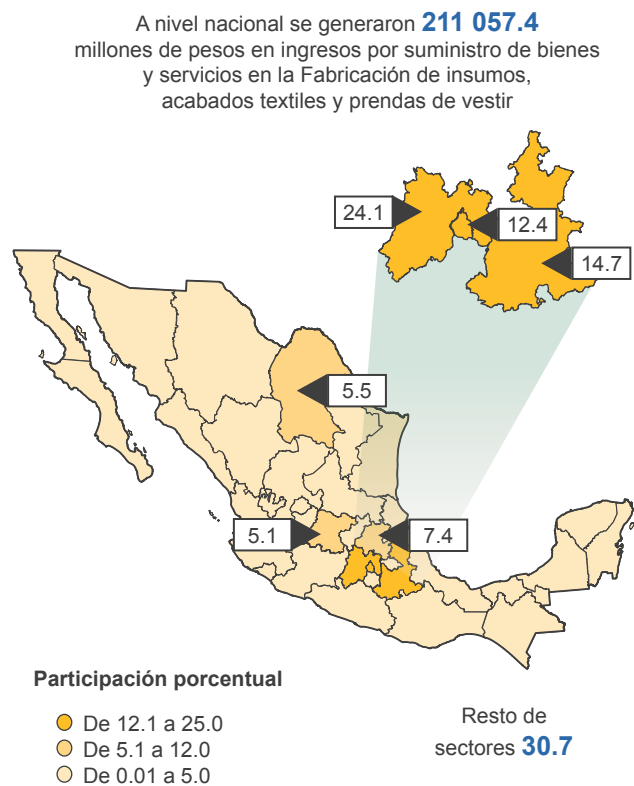 A nivel nacional se generaron 211 057.4
millones de pesos en ingresos por suministro de bienes
y servicios en la Fabricación de insumos,
acabados textiles y prendas de vestir
24.1
12.4
14.7
5.5
5.1
7.4
Participación porcentual
De 12.1 a 25.0
De 5.1 a 12.0
De 0.01 a 5.0
Resto de
sectores 30.7